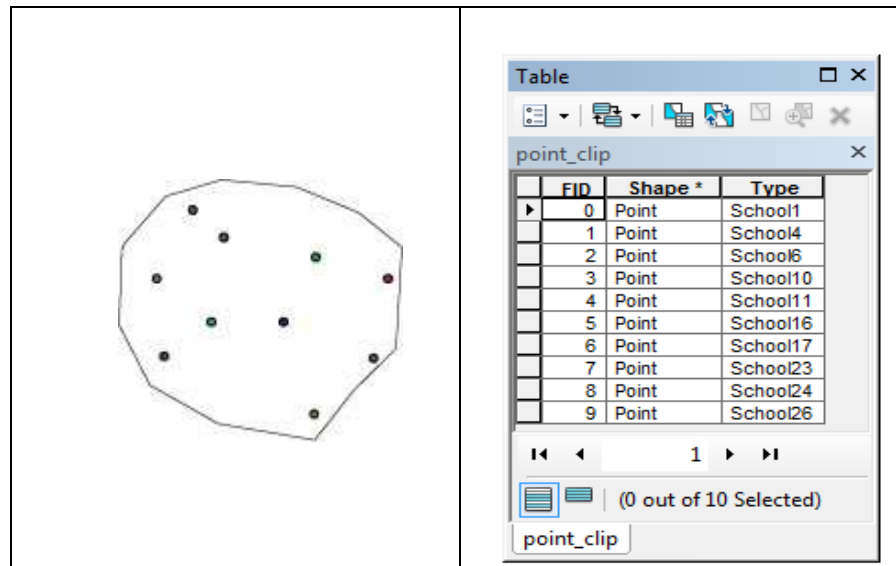 Table
point_clip
FID Shape * Type
0 Point School1
1 Point School4
2 Point School6
3 Point School10
4 Point School11
5 Point School16
6 Point School17
7 Point School23
8 Point School24
9 Point School26
1
(0 out of 10 Selected)
point_clip